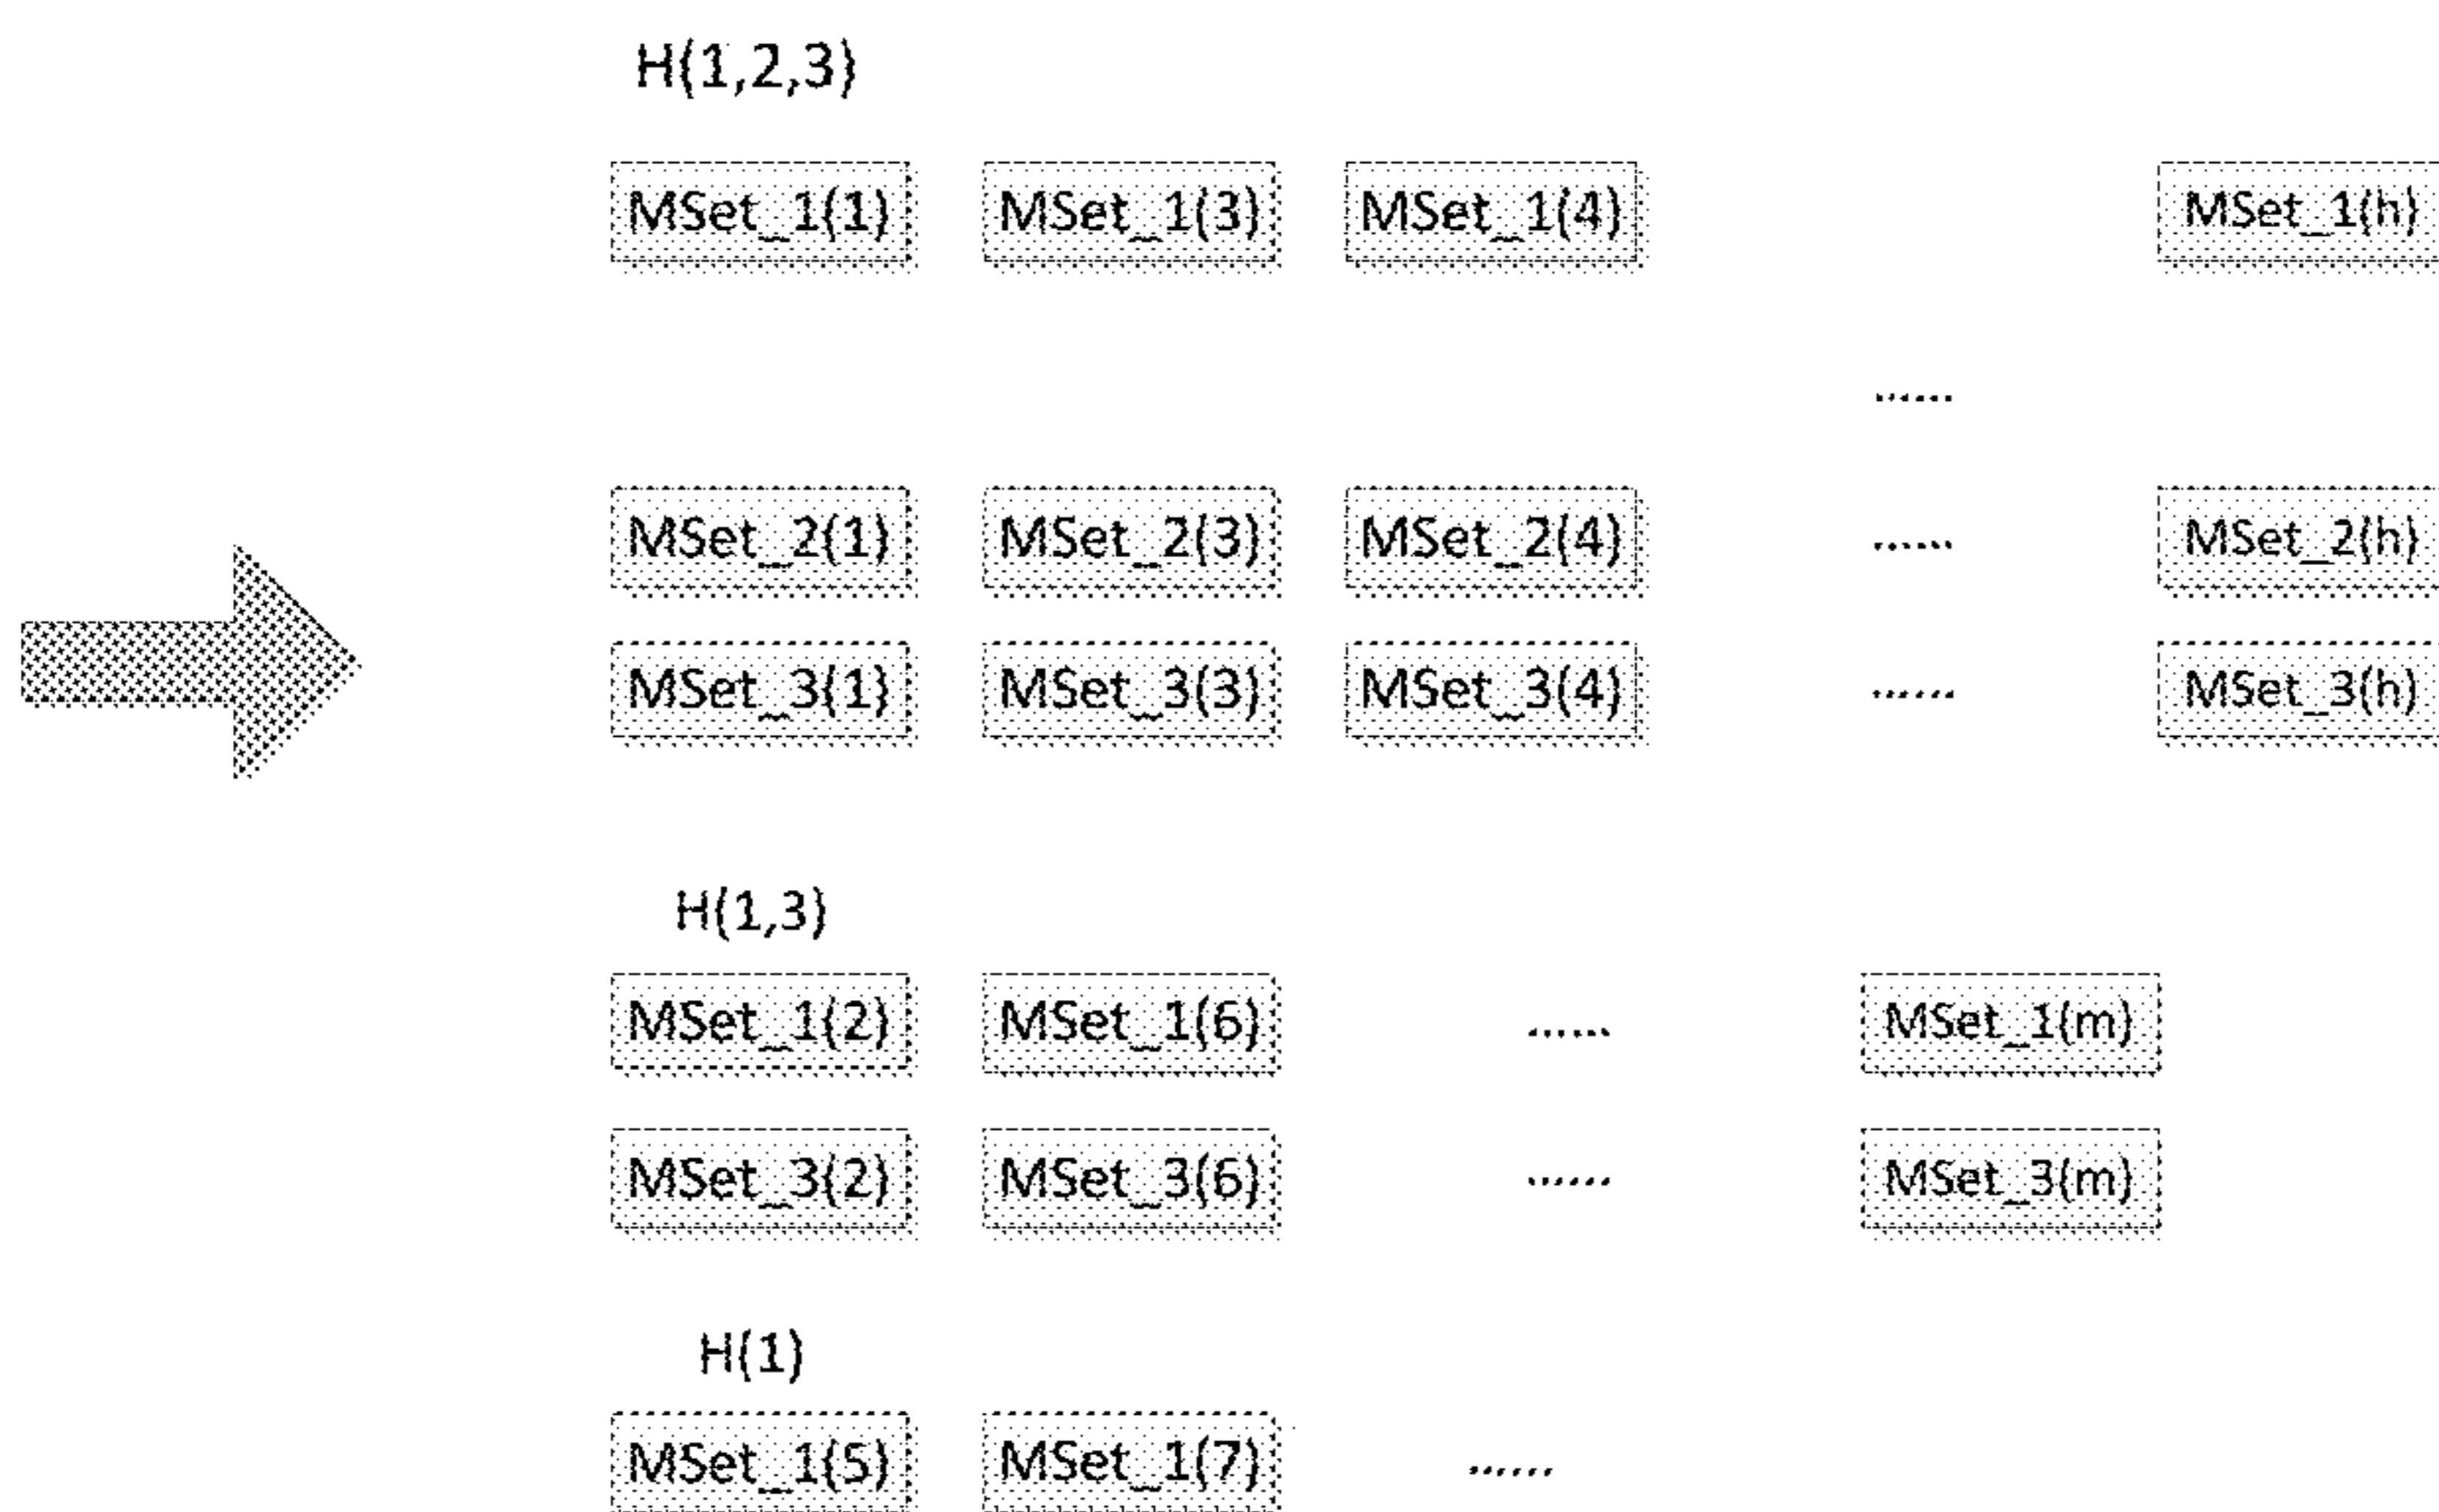 H(1,2,3)
MSet_1(1) MSet_1(3) MSet_1(4) MSet_1(h)
......
MSet_2(1) MSet_2(3) MSet_2(4) ...... MSet_2(h)
MSet_3(1) MSet_3(3) MSet_3(4) ...... MSet_3(h)
H(1,3)
MSet_1(2) MSet_1(6) ...... MSet_1(m)
MSet_3(2) MSet_3(6) ...... MSet_3(m)
H(1)
MSet_1(5) MSet_1(7) ......